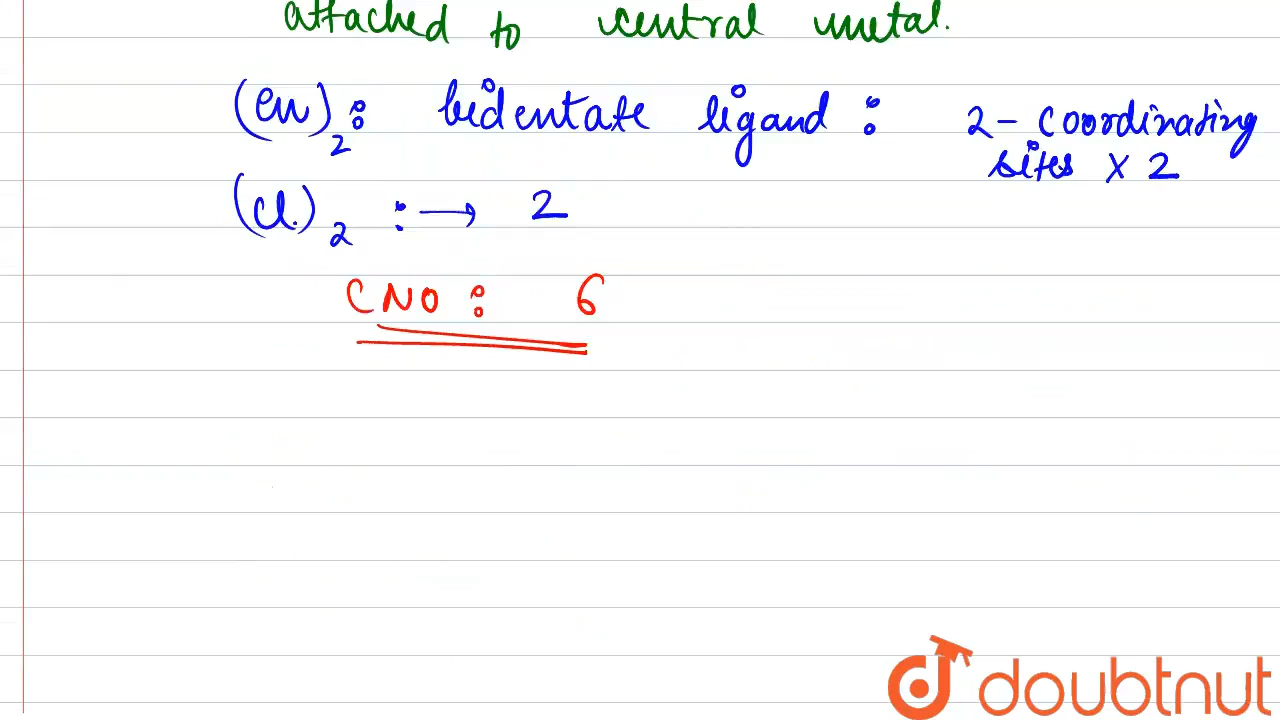 attached to central metal.
(en)2: bidentate ligand: 2- coordinating
sites x 2
(Cl)2 :→ 2
CNO: 6
doubtnut